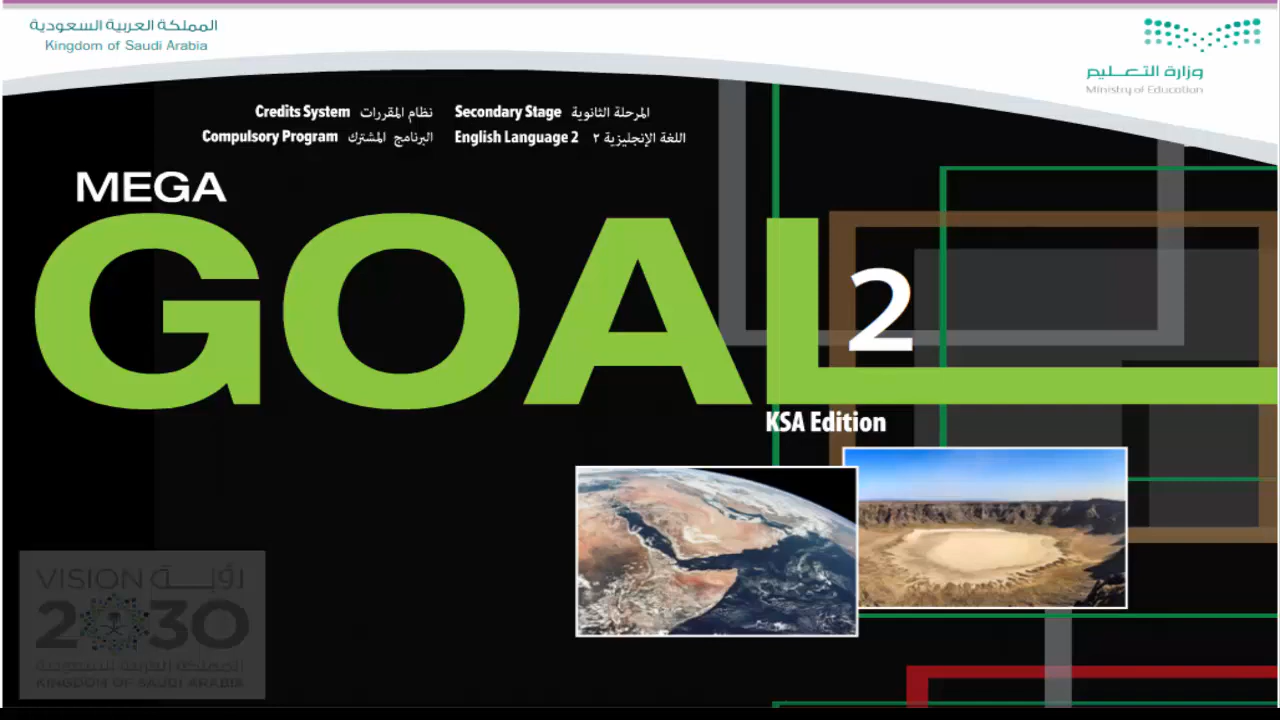 المملكة العربية السعودية
Kingdom of Saudi Arabia
وزارة التعليم
Ministry of Education
Credits System نظام المقررات Secondary Stage المرحلة الثانوية
Compulsory Program البرنامج المشترك English Language 2 اللغة الإنجليزية ٢
MEGA
GOAL
2
KSA Edition
VISION رؤيــة
2030
المملكة العربية السعودية
KINGDOM OF SAUDI ARABIA